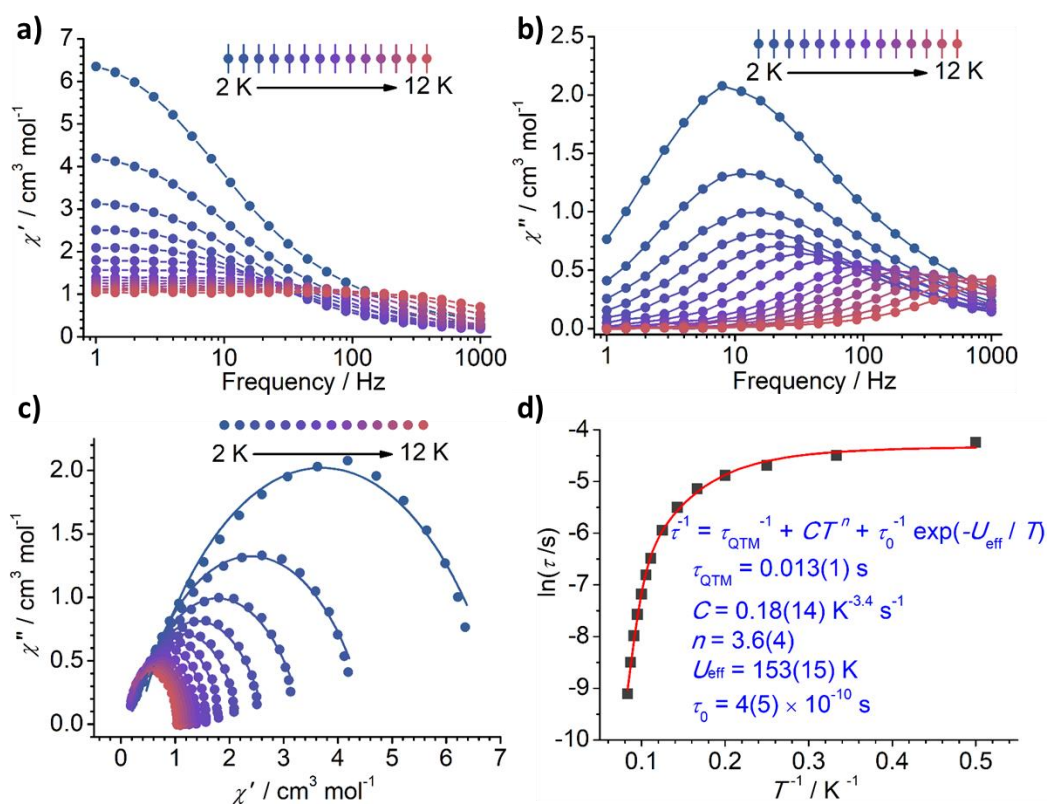 a)
7
6
5
4
3
2
1
0
χ′ / cm³ mol⁻¹
2 K
12 K
1
10
100
1000
Frequency / Hz
b)
2.5
2.0
1.5
1.0
0.5
0.0
χ″ / cm³ mol⁻¹
2 K
12 K
1
10
100
1000
Frequency / Hz
c)
2.0
1.5
1.0
0.5
0.0
χ″ / cm³ mol⁻¹
2 K
12 K
0
1
2
3
4
5
6
7
χ′ / cm³ mol⁻¹
d)
-4
-5
-6
-7
-8
-9
-10
ln(τ /s)
τ⁻¹ = τ_QTM⁻¹ + CTⁿ + τ₀⁻¹ exp(-U_eff / T)
τ_QTM = 0.013(1) s
C = 0.18(14) K⁻³·⁴ s⁻¹
n = 3.6(4)
U_eff = 153(15) K
τ₀ = 4(5) × 10⁻¹⁰ s
0.1
0.2
0.3
0.4
0.5
T⁻¹ / K⁻¹